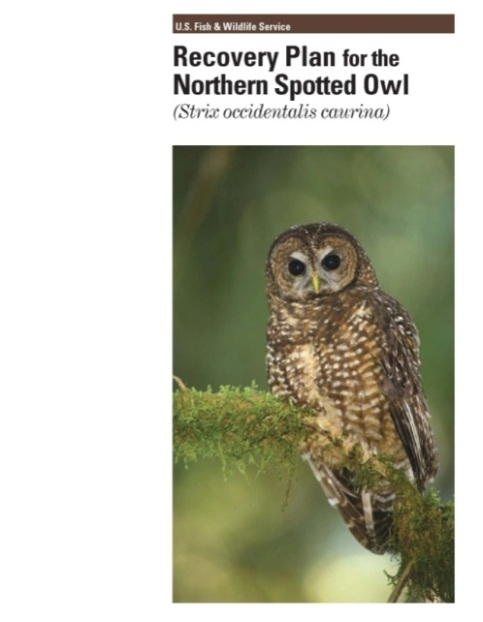 U.S. Fish & Wildlife Service
Recovery Plan for the
Northern Spotted Owl
(Strix occidentalis caurina)